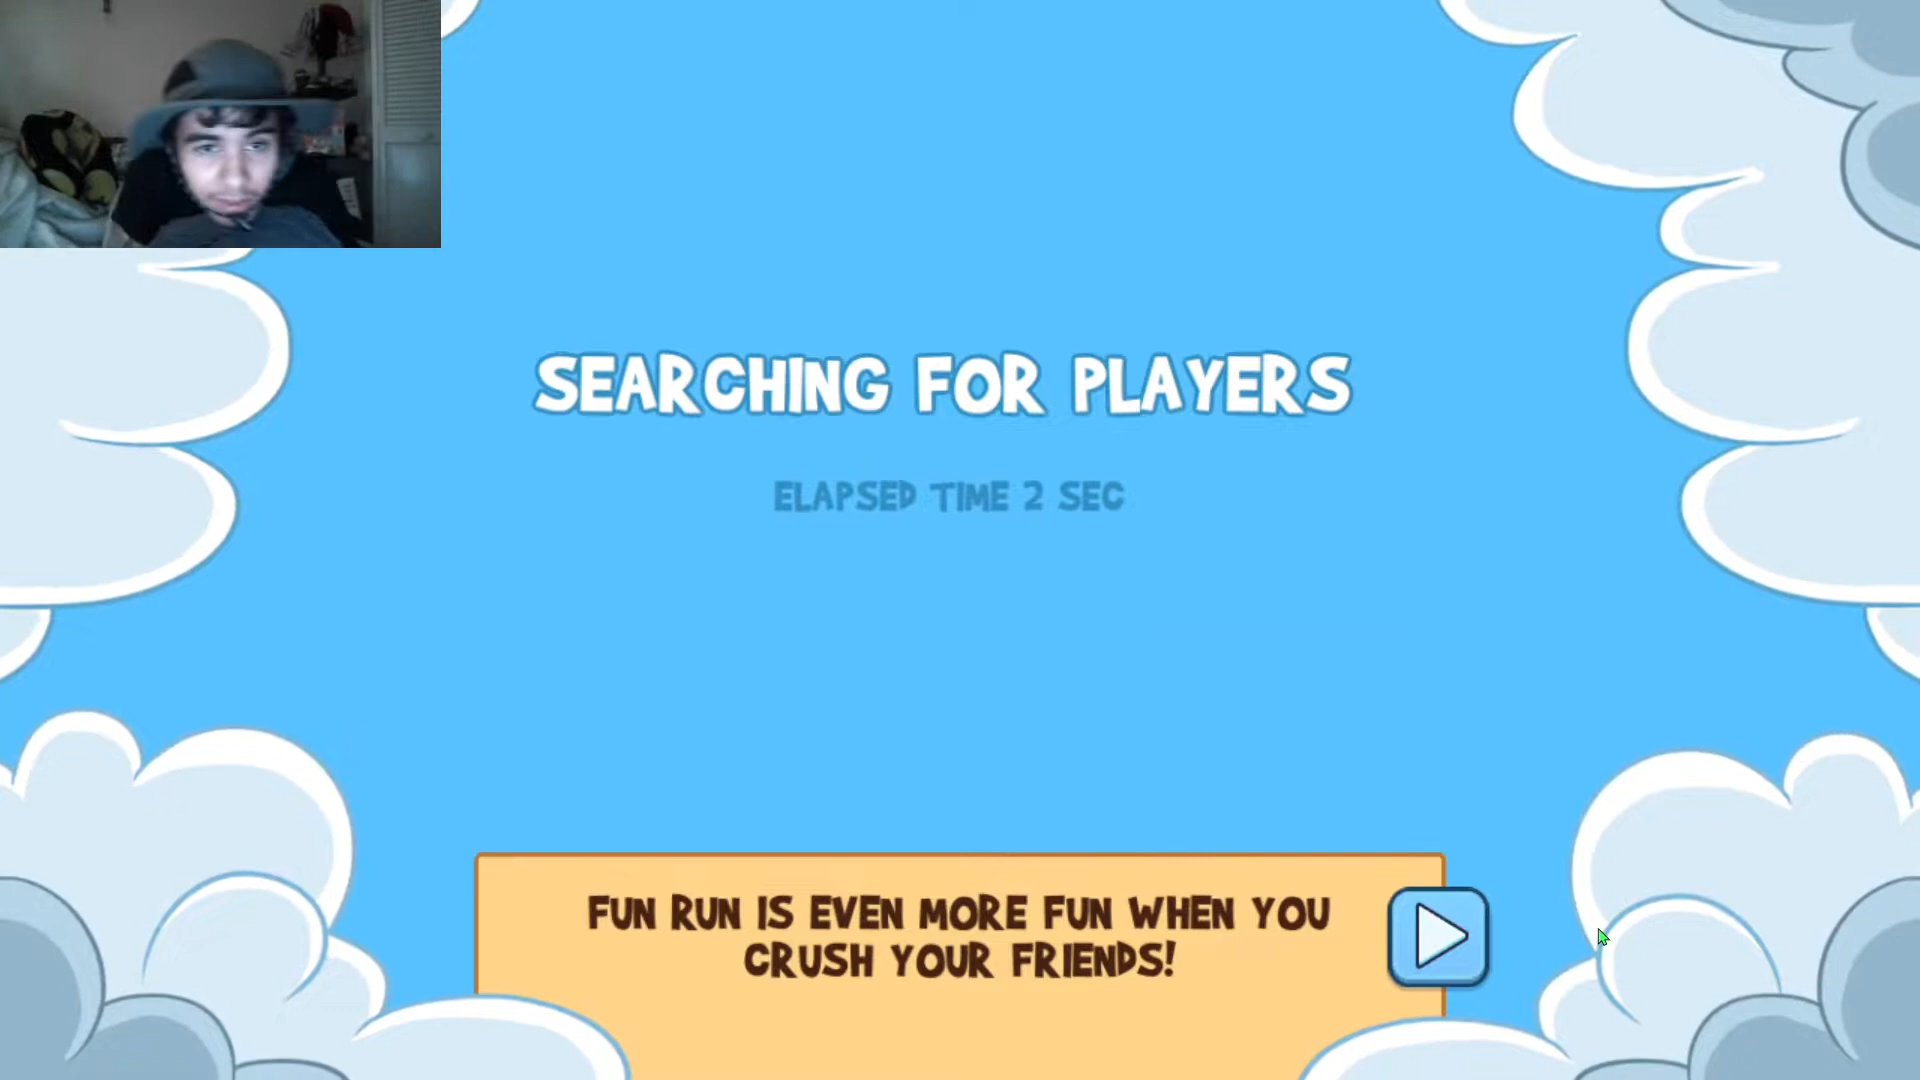 SEARCHING FOR PLAYERS
ELAPSED TIME 2 SEC
FUN RUN IS EVEN MORE FUN WHEN YOU
CRUSH YOUR FRIENDS!